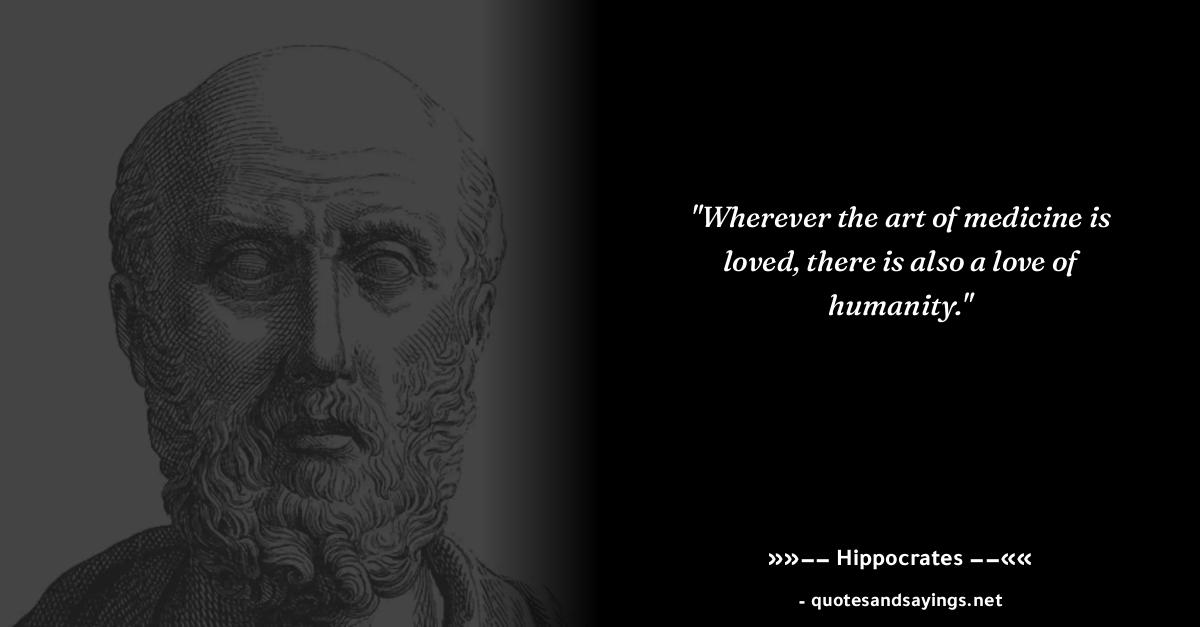 "Wherever the art of medicine is
loved, there is also a love of
humanity."
»»–– Hippocrates ––««
- quotesandsayings.net